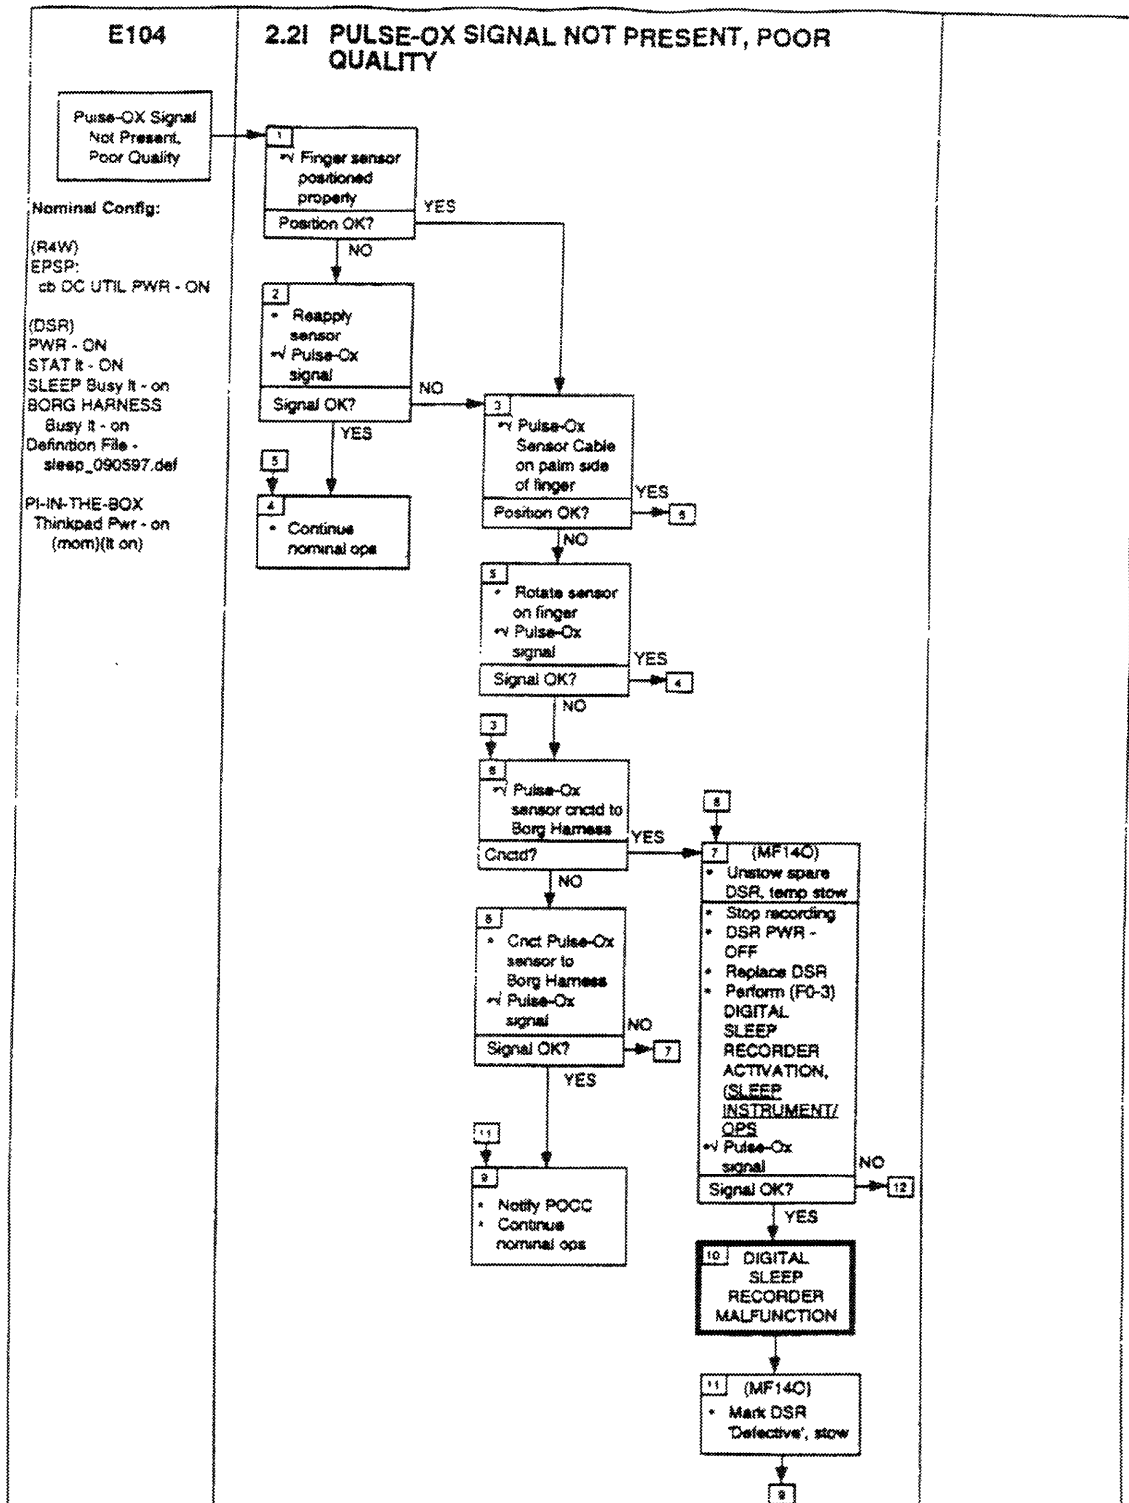 E104
2.2I PULSE-OX SIGNAL NOT PRESENT, POOR
QUALITY
Pulse-OX Signal
Not Present,
Poor Quality
Nominal Config:
(R4W)
EPSP:
cb DC UTIL PWR - ON
(DSR)
PWR - ON
STAT lt - ON
SLEEP Busy lt - on
BORG HARNESS
Busy lt - on
Definition File -
sleep_090597.def
PI-IN-THE-BOX
Thinkpad Pwr - on
(mom)(lt on)
1
•√ Finger sensor
positioned
properly
Position OK?
YES
NO
2
• Reapply
sensor
•√ Pulse-Ox
signal
Signal OK?
NO
YES
5
4
• Continue
nominal ops
3
•√ Pulse-Ox
Sensor Cable
on palm side
of finger
Position OK?
YES
6
NO
5
• Rotate sensor
on finger
•√ Pulse-Ox
signal
Signal OK?
YES
4
NO
3
6
•√ Pulse-Ox
sensor cnctd to
Borg Harness
Cnctd?
YES
NO
8
• Cnct Pulse-Ox
sensor to
Borg Harness
•√ Pulse-Ox
signal
Signal OK?
NO
7
YES
11
9
• Notify POCC
• Continue
nominal ops
8
7 (MF14O)
• Unstow spare
DSR, temp stow
• Stop recording
• DSR PWR -
OFF
• Replace DSR
• Perform (F0-3)
DIGITAL
SLEEP
RECORDER
ACTIVATION,
(SLEEP
INSTRUMENT/
OPS
•√ Pulse-Ox
signal
Signal OK?
NO
12
YES
10 DIGITAL
SLEEP
RECORDER
MALFUNCTION
11 (MF14O)
• Mark DSR
'Defective', stow
9